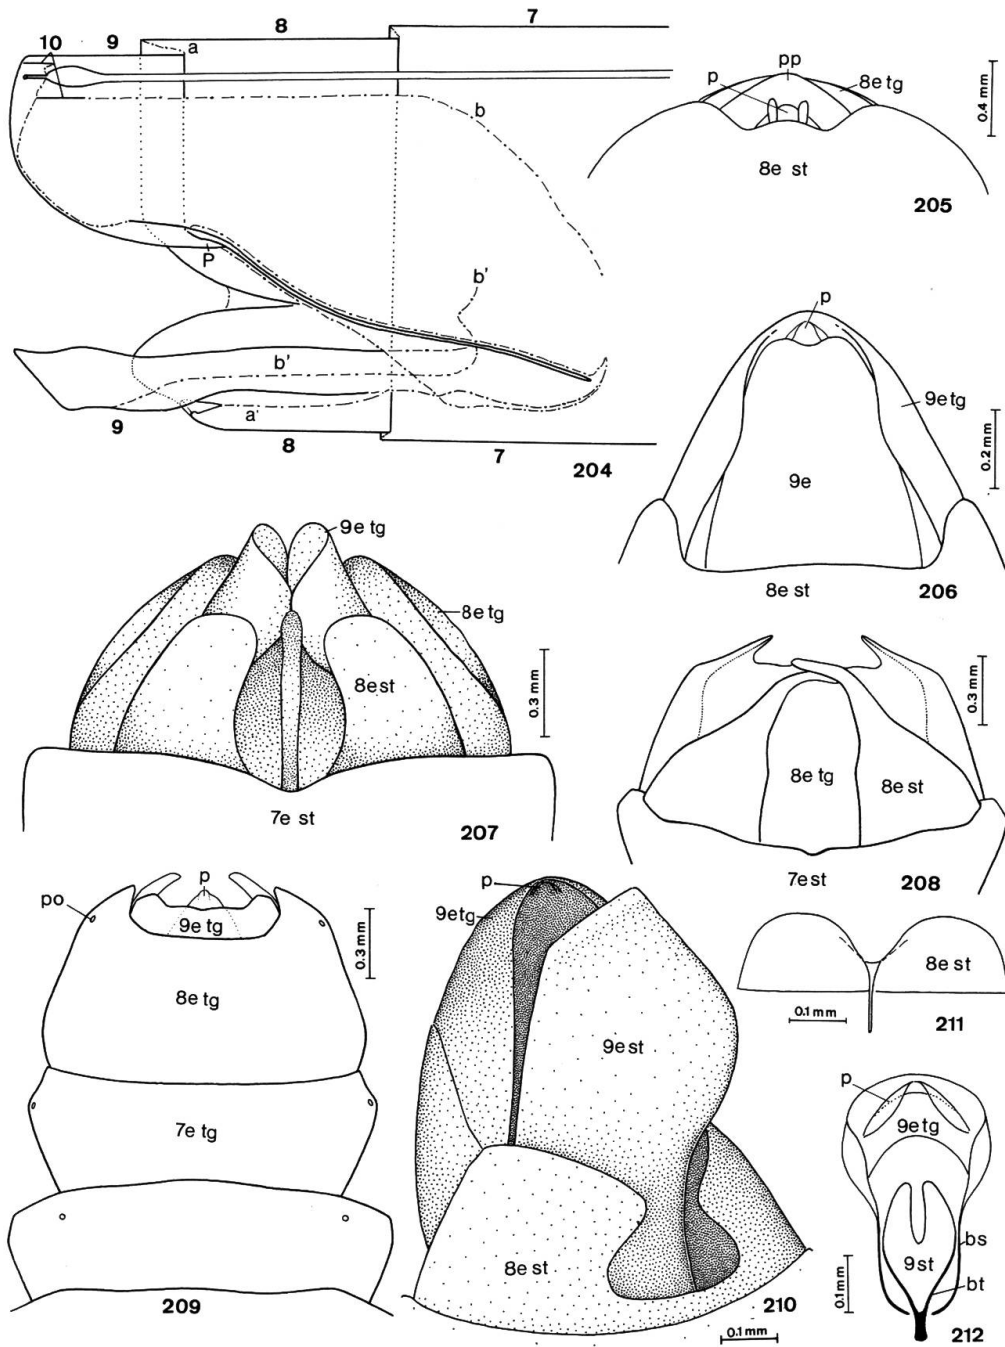 7
8
9
10
a
b
P
b'
b'
a'
9
8
7
204
pp
p
8e tg
0.4 mm
8e st
205
p
9e tg
0.2 mm
9e
8e st
206
9e tg
8e tg
8e st
0.3 mm
7e st
207
0.3 mm
8e tg
8e st
7e st
208
p
po
9e tg
0.3 mm
8e tg
7e tg
209
p
9e tg
9e st
8e st
210
0.1 mm
8e st
0.1 mm
211
p
9e tg
bs
9 st
bt
0.1 mm
212